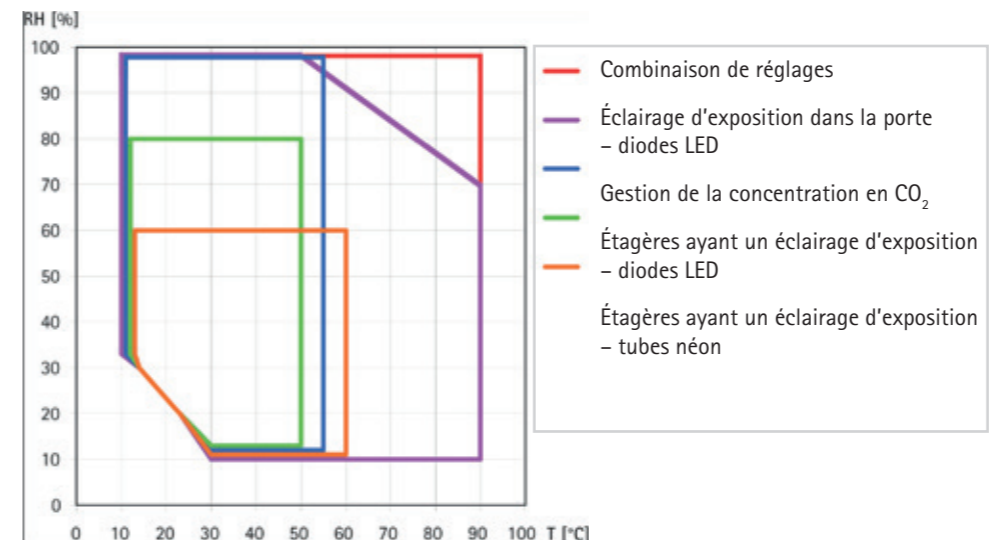 RH [%]
100
90
80
70
60
50
40
30
20
10
0
0 10 20 30 40 50 60 70 80 90 100 T [°C]
Combinaison de réglages
Éclairage d'exposition dans la porte
– diodes LED
Gestion de la concentration en CO₂
Étagères ayant un éclairage d'exposition
– diodes LED
Étagères ayant un éclairage d'exposition
– tubes néon